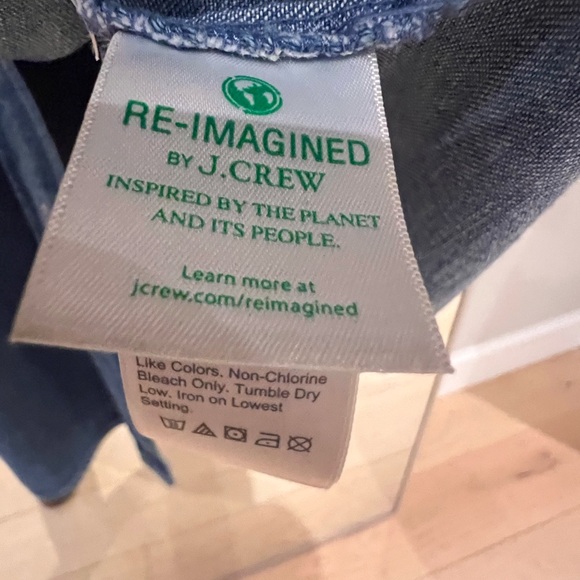 RE-IMAGINED
BY J.CREW
INSPIRED BY THE PLANET
AND ITS PEOPLE.
Learn more at
jcrew.com/reimagined
Like Colors. Non-Chlorine
Bleach Only. Tumble Dry
Low. Iron on Lowest
Setting.